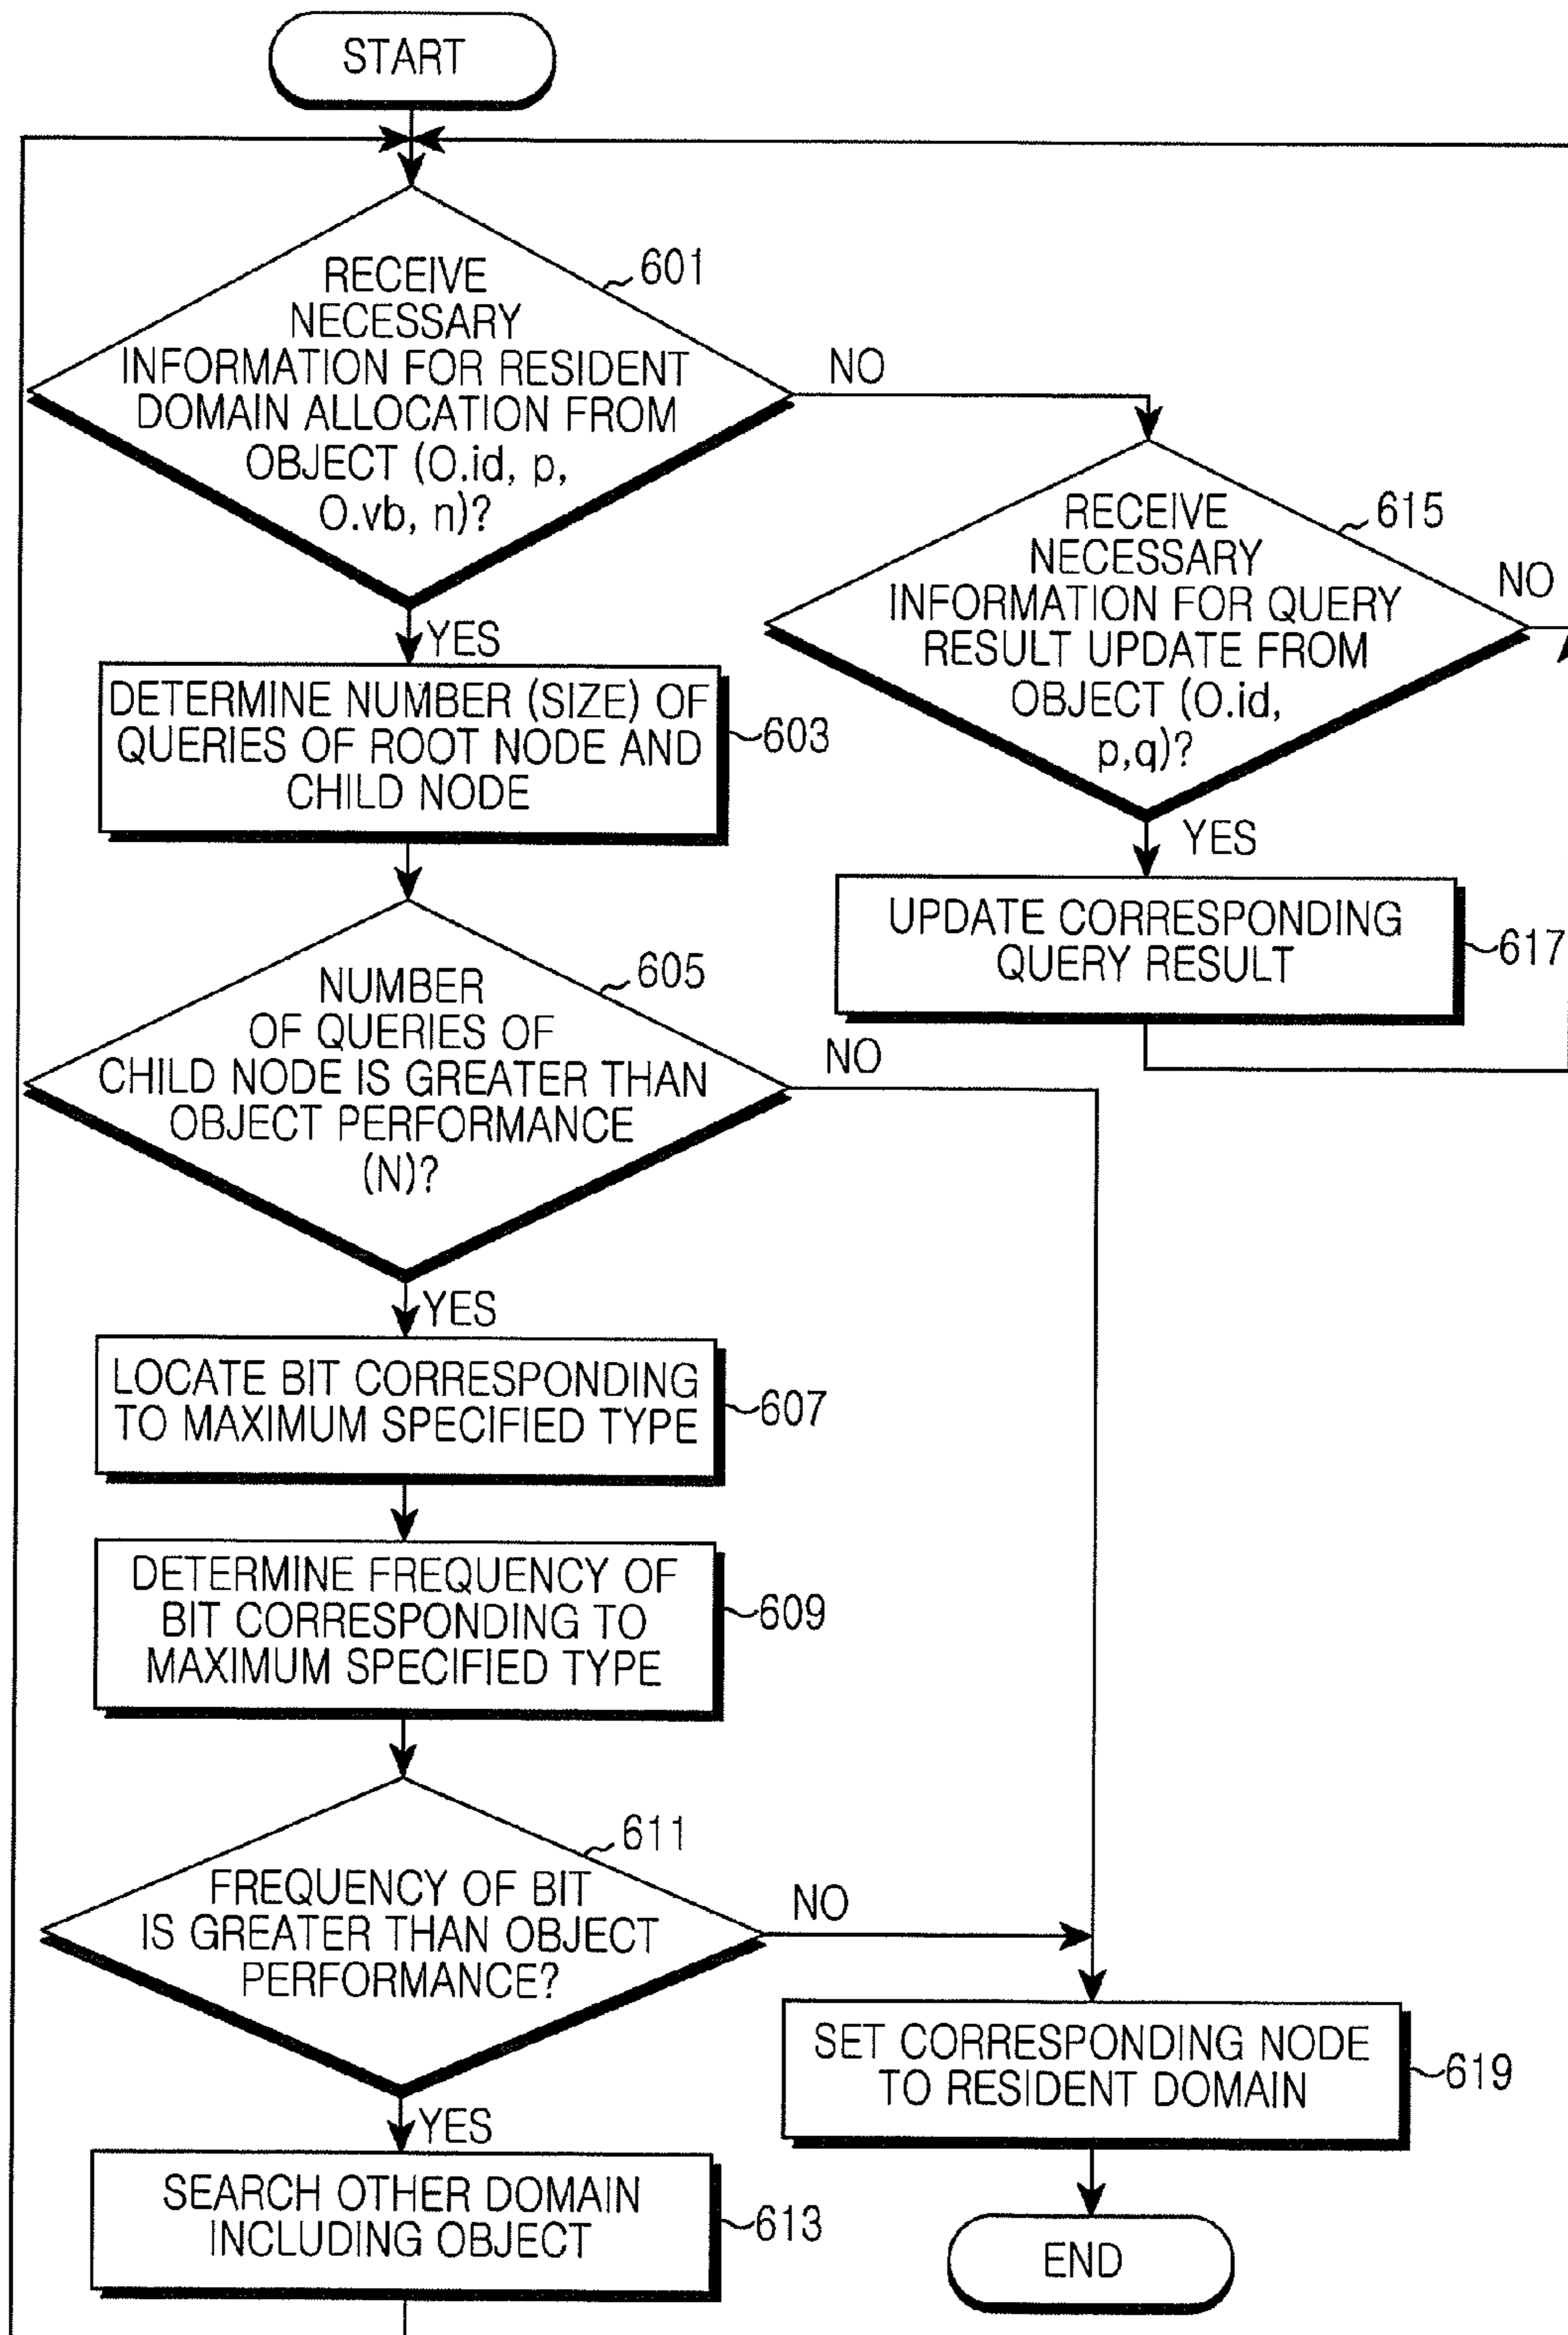 START
601
RECEIVE
NECESSARY
INFORMATION FOR RESIDENT
DOMAIN ALLOCATION FROM
OBJECT (O.id, p,
O.vb, n)?
NO
YES
615
RECEIVE
NECESSARY
INFORMATION FOR QUERY
RESULT UPDATE FROM
OBJECT (O.id,
p,q)?
NO
YES
DETERMINE NUMBER (SIZE) OF
QUERIES OF ROOT NODE AND
CHILD NODE
603
UPDATE CORRESPONDING
QUERY RESULT
617
605
NUMBER
OF QUERIES OF
CHILD NODE IS GREATER THAN
OBJECT PERFORMANCE
(N)?
NO
YES
LOCATE BIT CORRESPONDING
TO MAXIMUM SPECIFIED TYPE
607
DETERMINE FREQUENCY OF
BIT CORRESPONDING TO
MAXIMUM SPECIFIED TYPE
609
611
FREQUENCY OF BIT
IS GREATER THAN OBJECT
PERFORMANCE?
NO
YES
SET CORRESPONDING NODE
TO RESIDENT DOMAIN
619
SEARCH OTHER DOMAIN
INCLUDING OBJECT
613
END